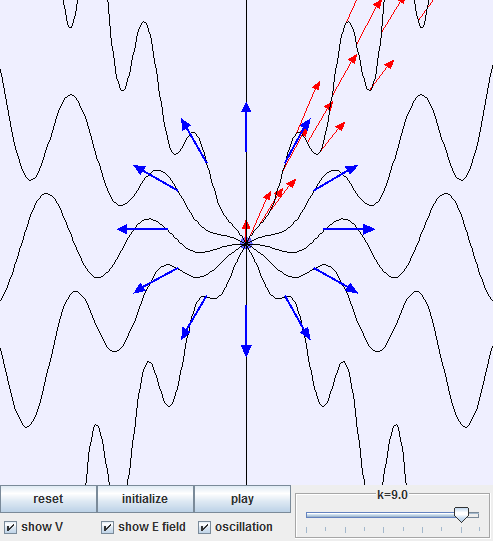 k=9.0
reset initialize play
show V show E field oscillation